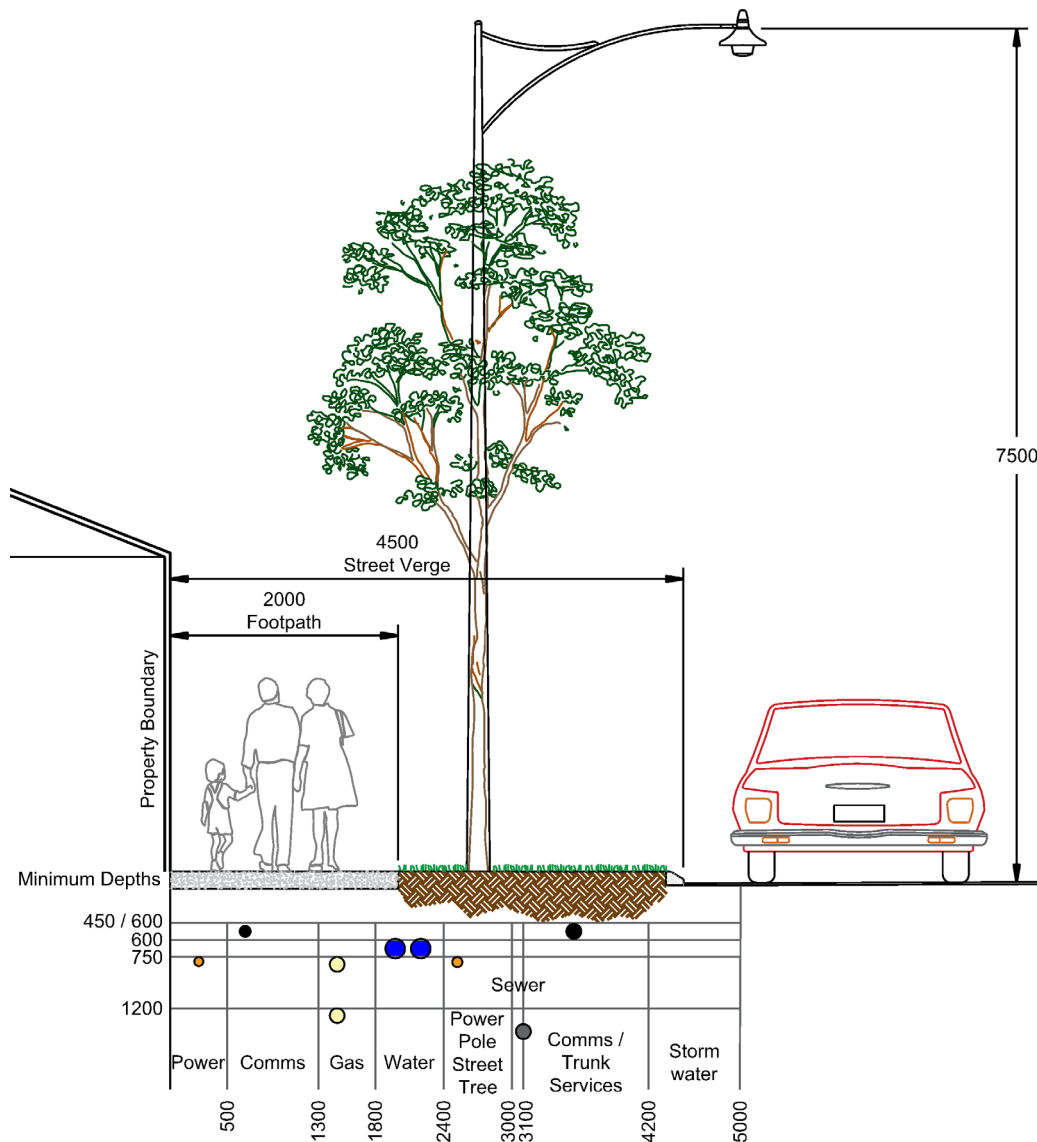 7500
4500
Street Verge
2000
Footpath
Property Boundary
Minimum Depths
450 / 600
600
750
Sewer
1200
Power
Comms
Gas
Water
Power
Pole
Street
Tree
Comms /
Trunk
Services
Storm
water
500
1300
1800
2400
3000
3100
4200
5000